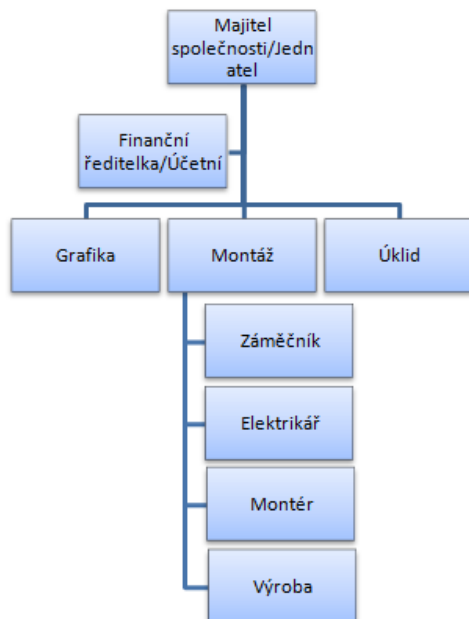 Majitel
společnosti/Jedn
atel
Finanční
ředitelka/Účetní
Grafika
Montáž
Úklid
Záměčník
Elektrikář
Montér
Výroba